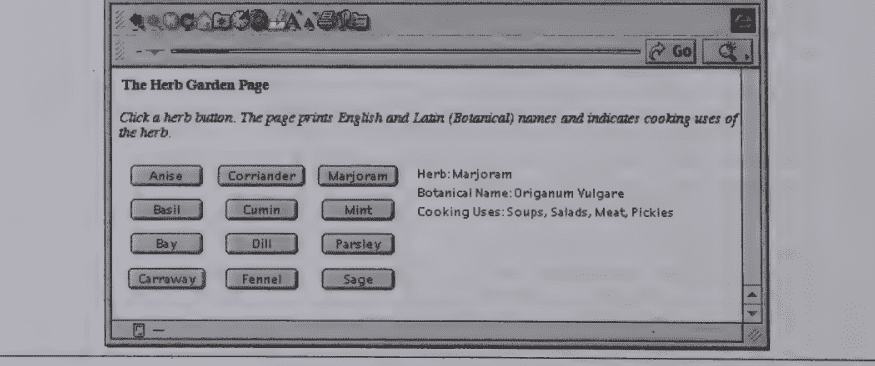 Go
The Herb Garden Page
Click a herb button. The page prints English and Latin (Botanical) names and indicates cooking uses of
the herb.
Anise Corriander Marjoram Herb: Marjoram
Botanical Name: Origanum Vulgare
Basil Cumin Mint Cooking Uses: Soups, Salads, Meat, Pickles
Bay Dill Parsley
Carraway Fennel Sage